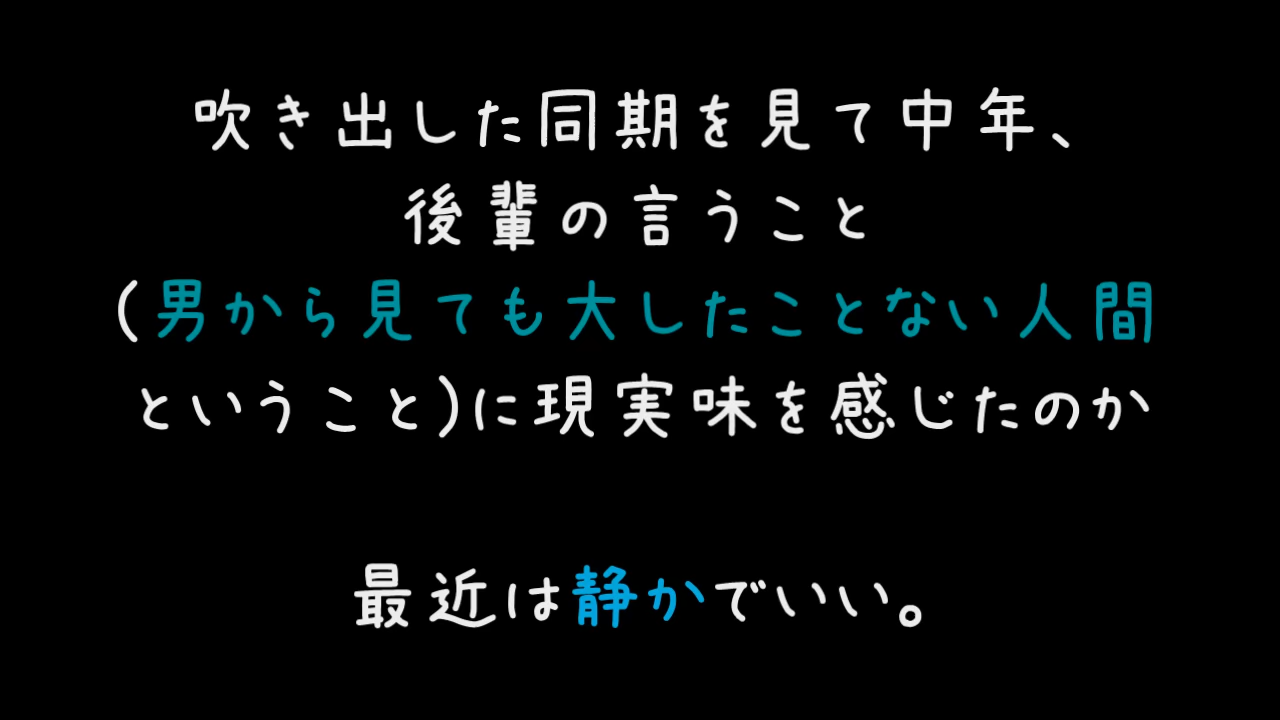 吹き出した同期を見て中年、
後輩の言うこと
(男から見ても大したことない人間
ということ)に現実味を感じたのか
最近は静かでいい。